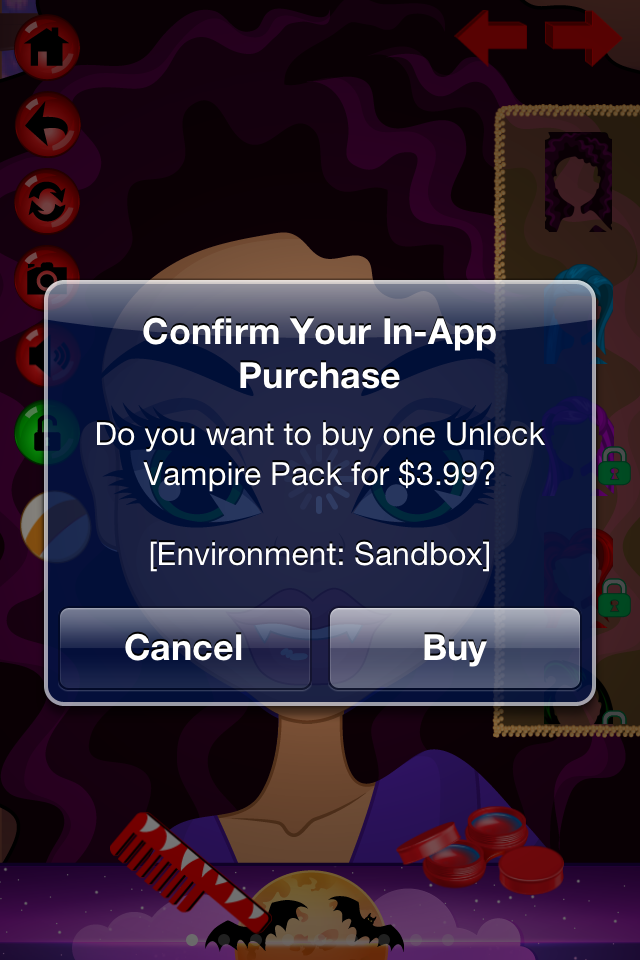 Confirm Your In-App
Purchase
Do you want to buy one Unlock
Vampire Pack for $3.99?
[Environment: Sandbox]
Cancel
Buy